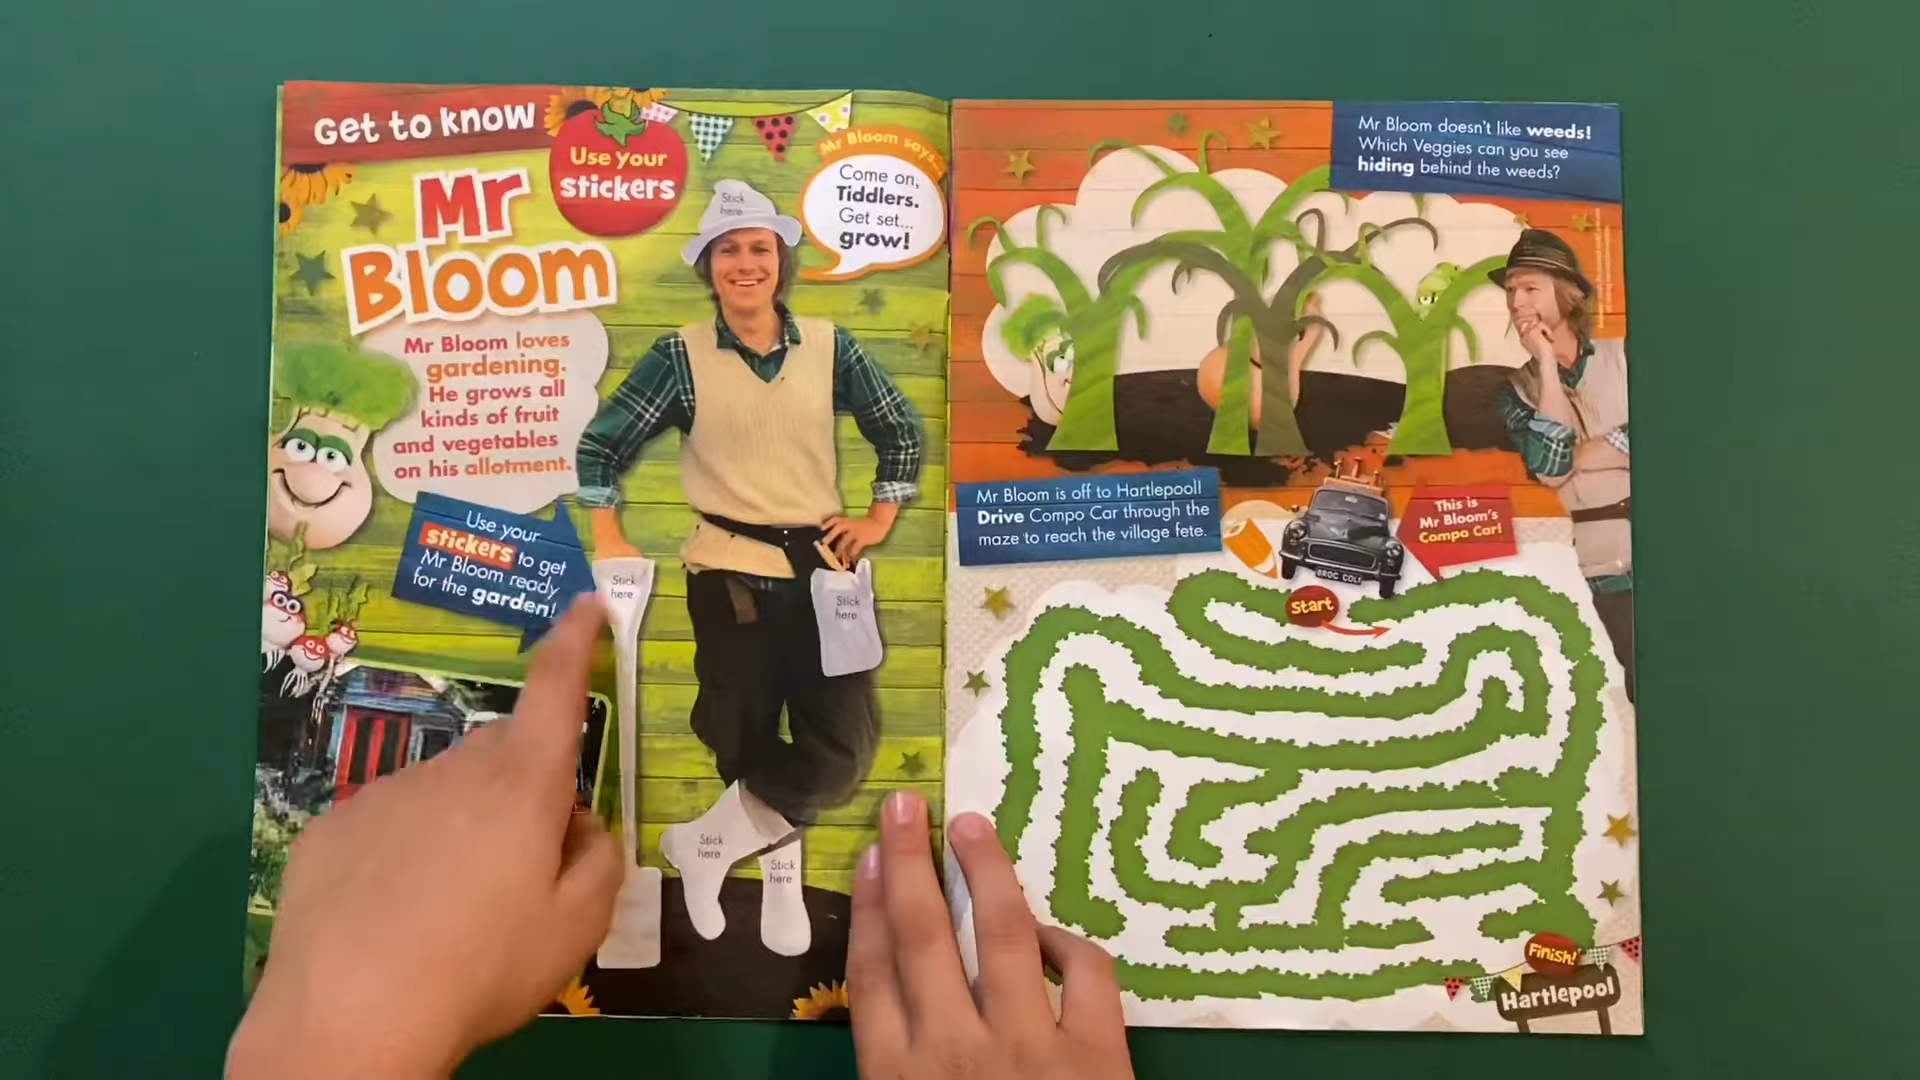 Get to know
Mr
Bloom
Use your
stickers
Mr Bloom says...
Come on,
Tiddlers.
Get set...
grow!
Mr Bloom loves
gardening.
He grows all
kinds of fruit
and vegetables
on his allotment.
Use your
stickers to get
Mr Bloom ready
for the garden!
Stick
here
Stick
here
Stick
here
Stick
here
Stick
here
Mr Bloom doesn't like weeds!
Which Veggies can you see
hiding behind the weeds?
Mr Bloom is off to Hartlepool!
Drive Compo Car through the
maze to reach the village fete.
This is
Mr Bloom's
Compo Car!
BROC COLI
Start
Finish!
Hartlepool